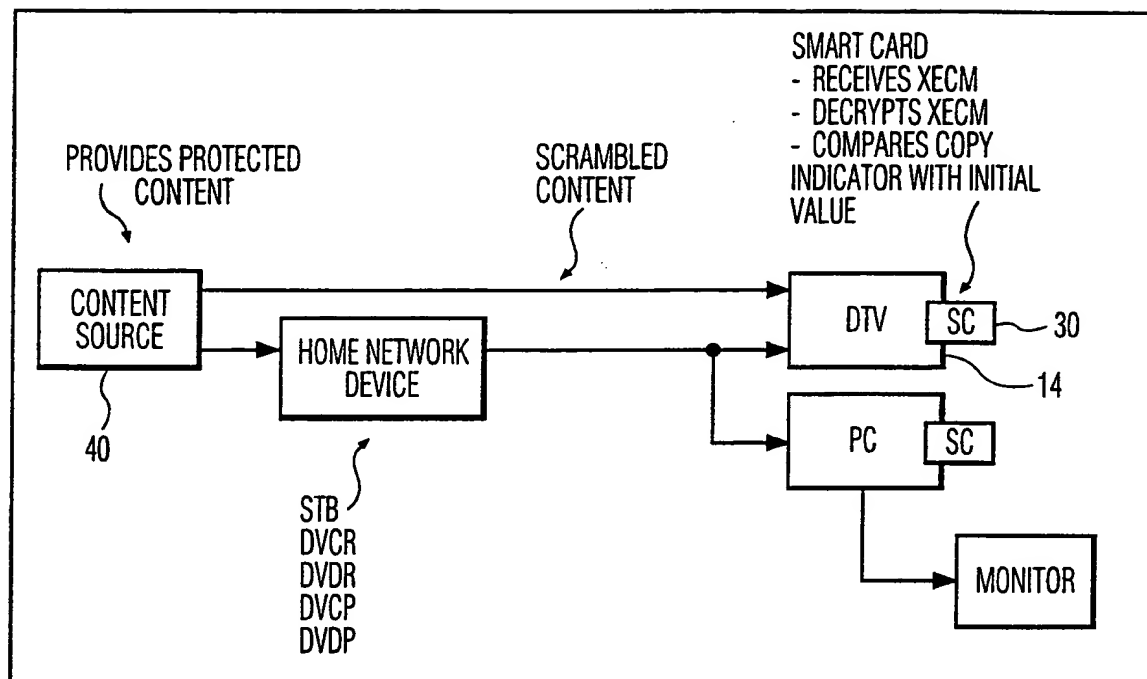 SMART CARD
- RECEIVES XECM
- DECRYPTS XECM
- COMPARES COPY
INDICATOR WITH INITIAL
VALUE
PROVIDES PROTECTED
CONTENT
SCRAMBLED
CONTENT
CONTENT
SOURCE
40
HOME NETWORK
DEVICE
STB
DVCR
DVDR
DVCP
DVDP
DTV
SC
30
14
PC
SC
MONITOR